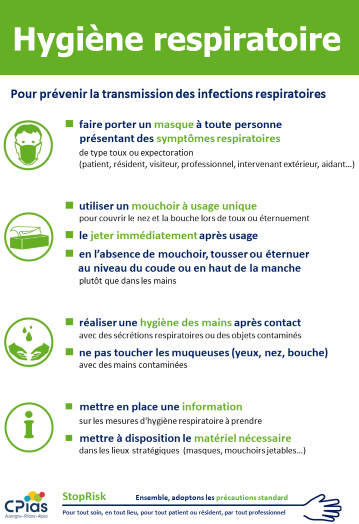 Hygiène respiratoire
Pour prévenir la transmission des infections respiratoires
faire porter un masque à toute personne
présentant des symptômes respiratoires
de type toux ou expectoration
(patient, résident, visiteur, professionnel, intervenant extérieur, aidant...)
utiliser un mouchoir à usage unique
pour couvrir le nez et la bouche lors de toux ou éternuement
le jeter immédiatement après usage
en l'absence de mouchoir, tousser ou éternuer
au niveau du coude ou en haut de la manche
plutôt que dans les mains
réaliser une hygiène des mains après contact
avec des sécrétions respiratoires ou des objets contaminés
ne pas toucher les muqueuses (yeux, nez, bouche)
avec des mains contaminées
mettre en place une information
sur les mesures d'hygiène respiratoire à prendre
mettre à disposition le matériel nécessaire
dans les lieux stratégiques (masques, mouchoirs jetables...)
CPias
Auvergne-Rhône-Alpes
StopRisk
Ensemble, adoptons les précautions standard
Pour tout soin, en tout lieu, pour tout patient ou résident, par tout professionnel